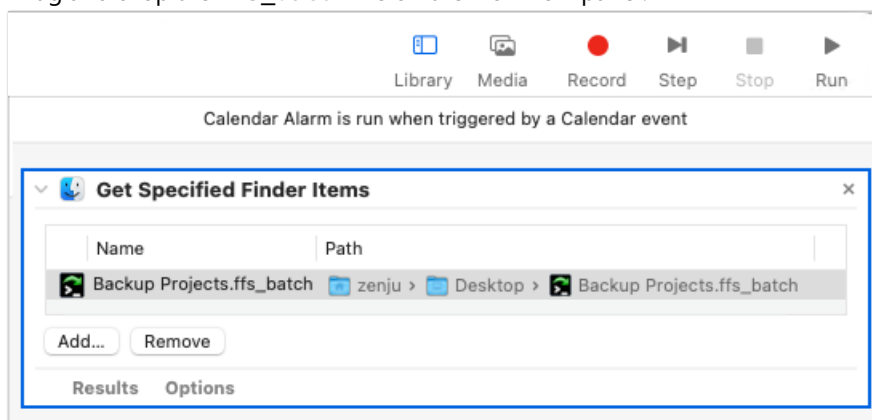 Library Media Record Step Stop Run
Calendar Alarm is run when triggered by a Calendar event
Get Specified Finder Items
Name Path
Backup Projects.ffs_batch zenju › Desktop › Backup Projects.ffs_batch
Add... Remove
Results Options